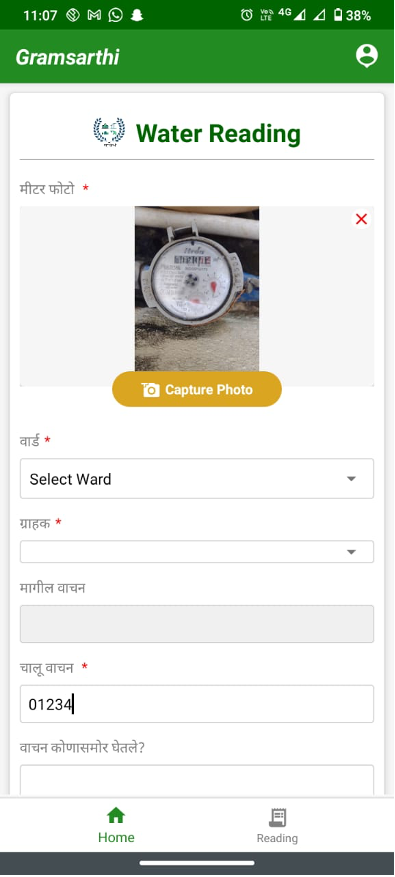 11:07
Vo)) LTE 4G 38%
Gramsarthi
Water Reading
मीटर फोटो *
Capture Photo
वार्ड *
Select Ward
ग्राहक *
मागील वाचन
चालू वाचन *
01234
वाचन कोणासमोर घेतले?
Home
Reading